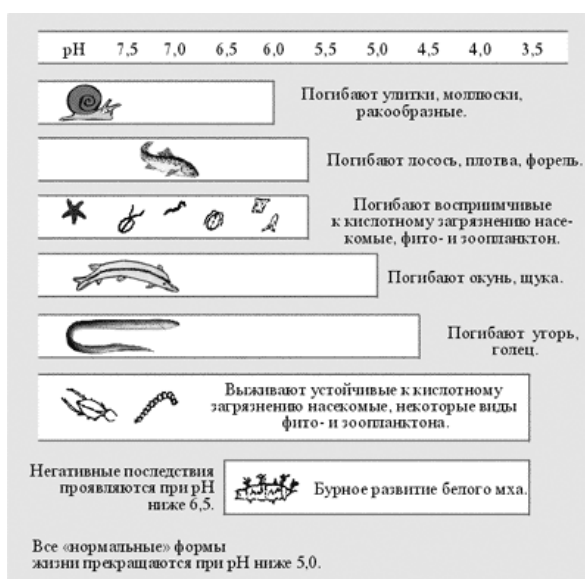 pH 7,5 7,0 6,5 6,0 5,5 5,0 4,5 4,0 3,5
Погибают улитки, моллюски,
ракообразные.
Погибают лосось, плотва, форель.
Погибают восприимчивые
к кислотному загрязнению насе-
комые, фито- и зоопланктон.
Погибают окунь, щука.
Погибают угорь,
голец.
Выживают устойчивые к кислотному
загрязнению насекомые, некоторые виды
фито- и зоопланктона.
Негативные последствия
проявляются при pH
ниже 6,5.
Бурное развитие белого мха.
Все «нормальные» формы
жизни прекращаются при pH ниже 5,0.